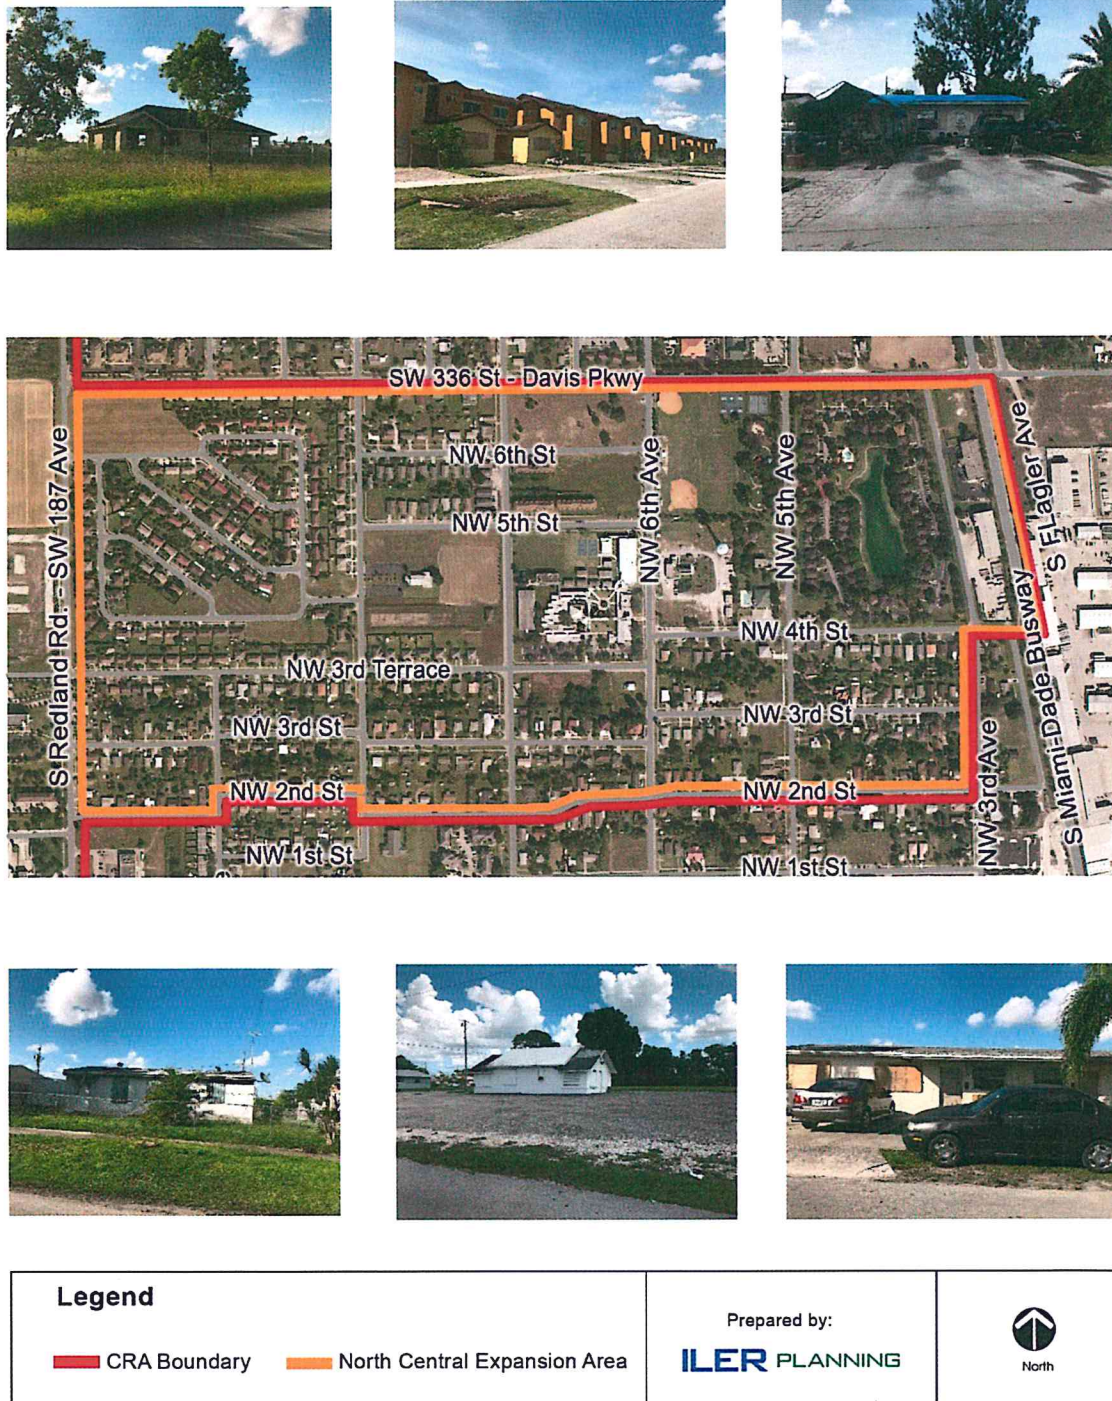 SW 336 St - Davis Pkwy
S Redland Rd. - SW 187 Ave
NW 6th St
NW 5th St
NW 6th Ave
NW 5th Ave
S FLagler Ave
NW 4th St
NW 3rd Terrace
NW 3rd St
NW 3rd St
NW 2nd St
NW 2nd St
NW 3rd Ave
S Miami-Dade Busway
NW 1st St
NW 1st St
Legend
CRA Boundary
North Central Expansion Area
Prepared by:
ILER PLANNING
North